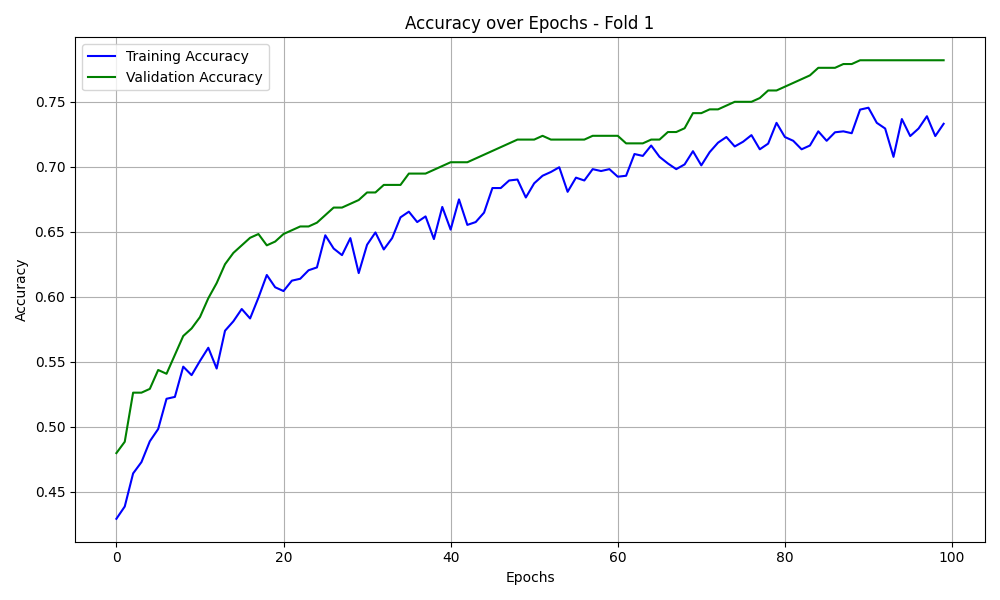 Accuracy over Epochs - Fold 1
Training Accuracy
Validation Accuracy
Accuracy
0.75
0.70
0.65
0.60
0.55
0.50
0.45
0 20 40 60 80 100
Epochs